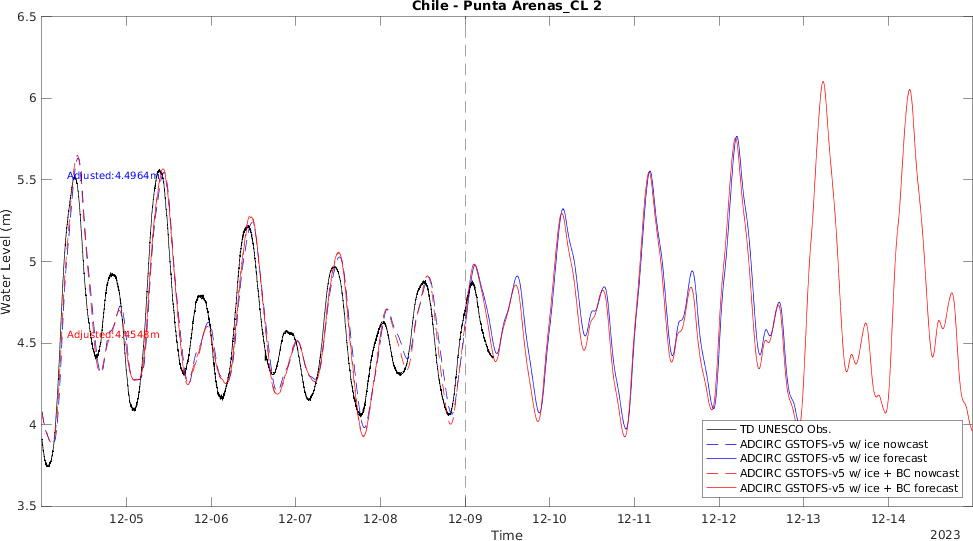 Chile - Punta Arenas_CL 2
6.5
6
5.5
5
4.5
4
3.5
Water Level (m)
Adjusted:4.4964m
Adjusted:4.4543m
12-05
12-06
12-07
12-08
12-09
12-10
12-11
12-12
12-13
12-14
Time
2023
TD UNESCO Obs.
ADCIRC GSTOFS-v5 w/ ice nowcast
ADCIRC GSTOFS-v5 w/ ice forecast
ADCIRC GSTOFS-v5 w/ ice + BC nowcast
ADCIRC GSTOFS-v5 w/ ice + BC forecast